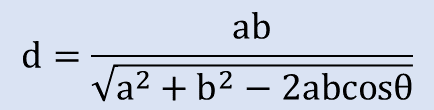 d = ab / √(a² + b² − 2abcosθ)